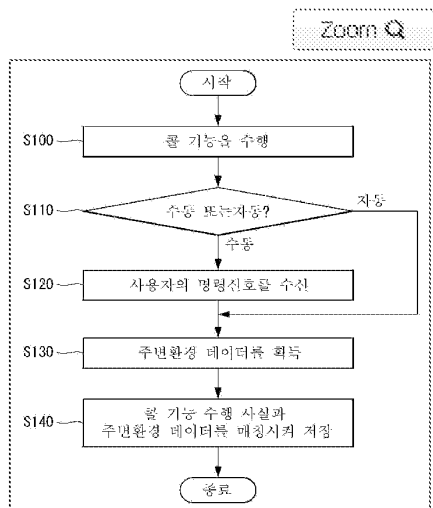 Zoom
시작
S100
콜 기능을 수행
S110
수동 또는자동?
자동
수동
S120
사용자의 명령신호를 수신
S130
주변환경 데이터를 획득
S140
콜 기능 수행 사실과
주변환경 데이터를 매칭시켜 저장
종료